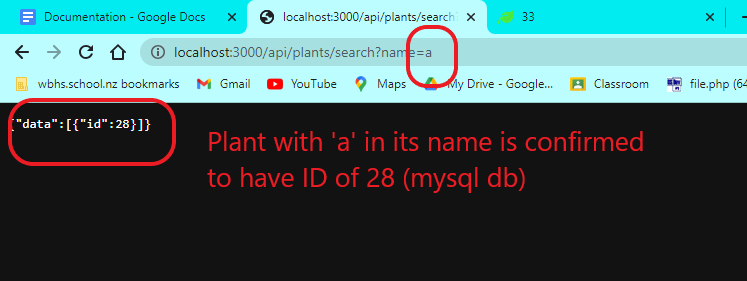 Documentation - Google Docs
localhost:3000/api/plants/search?
33
localhost:3000/api/plants/search?name=a
wbhs.school.nz bookmarks
Gmail
YouTube
Maps
My Drive - Google...
Classroom
file.php (64
{"data":[{"id":28}]}
Plant with 'a' in its name is confirmed
to have ID of 28 (mysql db)